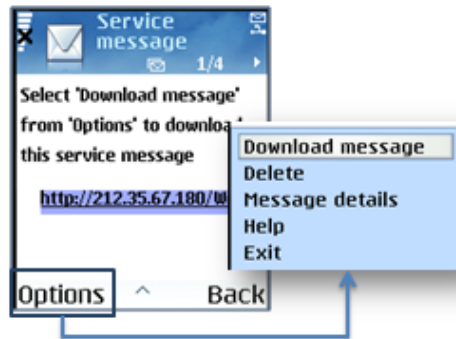 Service
message
1/4
Select 'Download message'
from 'Options' to download
this service message
http://212.35.67.180/W
Options
Back
Download message
Delete
Message details
Help
Exit